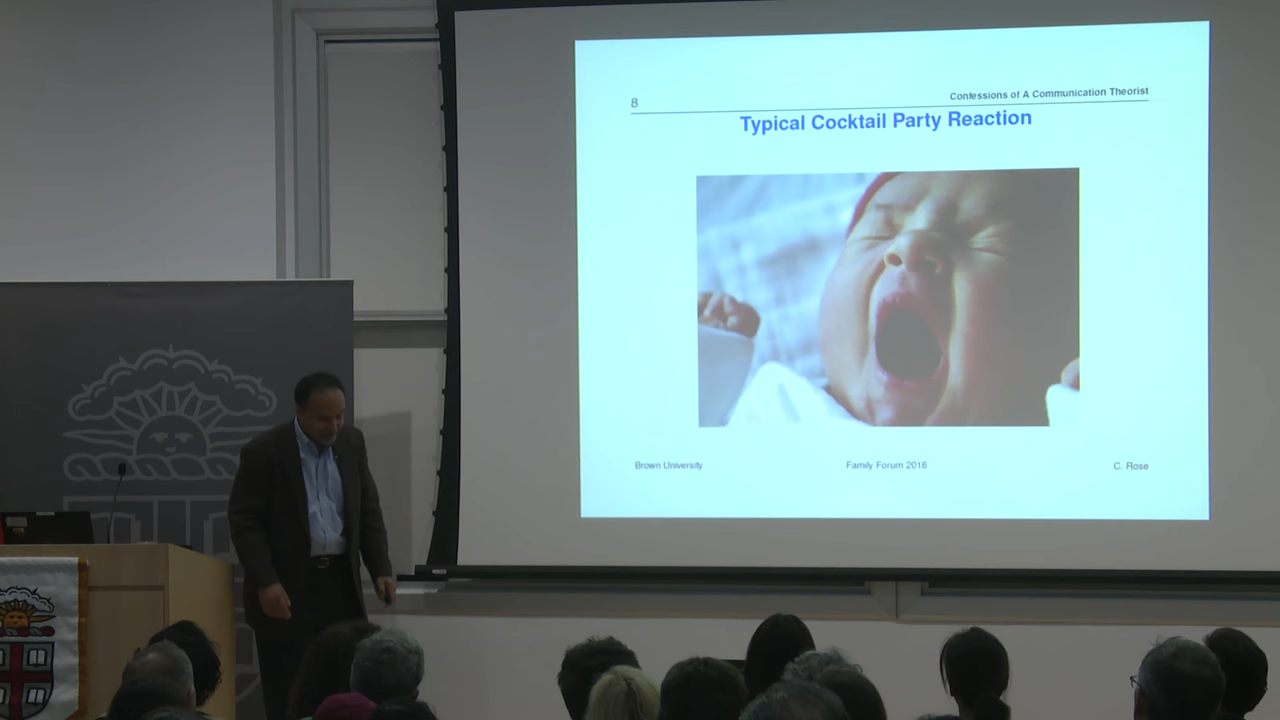 8
Confessions of A Communication Theorist
Typical Cocktail Party Reaction
Brown University
Family Forum 2016
C. Rose